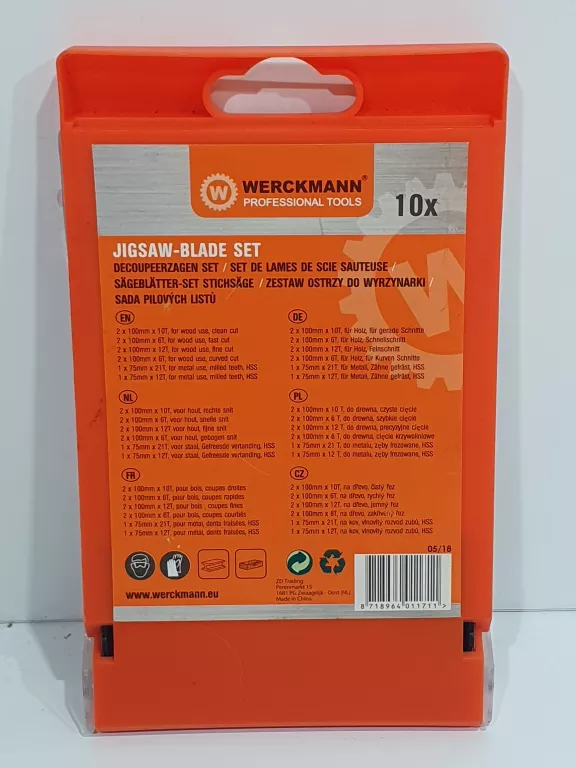 W WERCKMANN®
PROFESSIONAL TOOLS
10x
JIGSAW-BLADE SET
DECOUPEERZAGEN SET / SET DE LAMES DE SCIE SAUTEUSE /
SÄGEBLÄTTER-SET STICHSÄGE / ZESTAW OSTRZY DO WYRZYNARKI /
SADA PILOVÝCH LISTŮ
EN
2 x 100mm x 10T, for wood use, clean cut
2 x 100mm x 6T, for wood use, fast cut
2 x 100mm x 12T, for wood use, fine cut
2 x 100mm x 6T, for wood use, curved cut
1 x 75mm x 21T, for metal use, milled teeth, HSS
1 x 75mm x 12T, for metal use, milled teeth, HSS
DE
2 x 100mm x 10T, für Holz, für gerade Schnitte
2 x 100mm x 6T, für Holz, Schnellschnitt
2 x 100mm x 12T, für Holz, Feinschnitt
2 x 100mm x 6T, für Holz, für Kurven Schnitte
1 x 75mm x 21T, für Metall, Zähne gefräst, HSS
1 x 75mm x 12T, für Metall, Zähne gefräst, HSS
NL
2 x 100mm x 10T, voor hout, rechte snit
2 x 100mm x 6T, voor hout, snelle snit
2 x 100mm x 12T voor hout, fijne snit
2 x 100mm x 6T, voor hout, gebogen snit
1 x 75mm x 21T, voor staal, Gefreesde vertanding, HSS
1 x 75mm x 12T, voor staal, Gefreesde vertanding, HSS
PL
2 x 100mm x 10 T, do drewna, czyste cięcie
2 x 100mm x 6 T, do drewna, szybkie cięcie
2 x 100mm x 12 T, do drewna, precyzyjne cięcie
2 x 100mm x 6 T, do drewna, cięcie krzywoliniowe
1 x 75mm x 21 T, do metalu, zęby frezowane, HSS
1 x 75mm x 12 T, do metalu, zęby frezowane, HSS
FR
2 x 100mm x 10T, pour bois, coupes droites
2 x 100mm x 6T, pour bois, coupes rapides
2 x 100mm x 12T, pour bois, coupes fines
2 x 100mm x 6T, pour bois, coupes courbés
1 x 75mm x 21T, pour métal, dents fraisées, HSS
1 x 75mm x 12T, pour métal, dents fraisées, HSS
CZ
2 x 100mm x 10T, na dřevo, čistý řez
2 x 100mm x 6T, na dřevo, rychlý řez
2 x 100mm x 12T, na dřevo, jemný řez
2 x 100mm x 6T, na dřevo, zakřivený řez
1 x 75mm x 21T, na kov, vlnovitý rozvod zubů, HSS
1 x 75mm x 12T, na kov, vlnovitý rozvod zubů, HSS
05/18
www.werckmann.eu
ZD Trading
Perenmarkt 15
1681 PG Zwaagdijk - Oost (NL)
Made in China
8 718964 011711 >